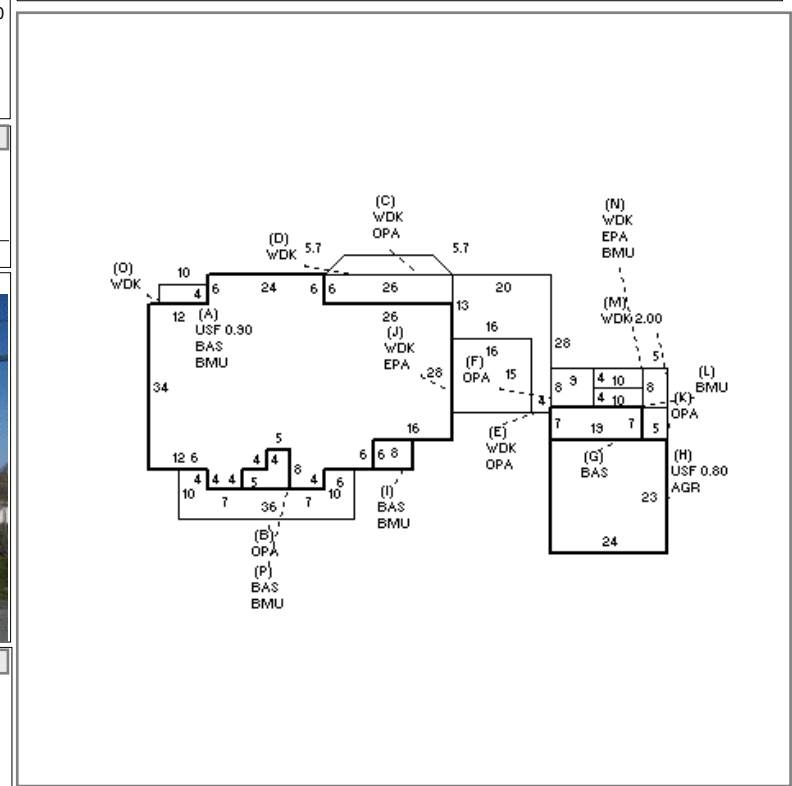 0
(C)
WDK
OPA
(N)
WDK
EPA
BMU
(D)
WDK
5.7
5.7
(O)
WDK
10
4
6
24
6
6
26
20
12
(A)
USF 0.90
BAS
BMU
26
13
(J)
WDK
EPA
28
16
16
15
(F)
OPA
28
(M)
WDK 2.00
5
8
9
4
10
4
10
8
(L)
BMU
(K)
OPA
34
4
7
19
7
5
16
(E)
WDK
OPA
(G)
BAS
(H)
USF 0.80
AGR
5
12
6
4
4
8
6
6
8
4
4
4
5
4
6
10
7
36
7
10
(I)
BAS
BMU
23
24
(B)
OPA
(P)
BAS
BMU